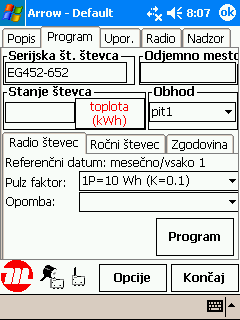 Arrow - Default 8:07 ok
Popis Program Upor. Radio Nadzor
Serijska št. števca Odjemno mesto
EG452-652
Stanje števca Obhod
toplota
(kWh)
pit1
Radio števec Ročni števec Zgodovina
Referenčni datum: mesečno/vsako 1
Pulz faktor: 1P=10 Wh (K=0.1)
Opomba:
Program
Opcije Končaj